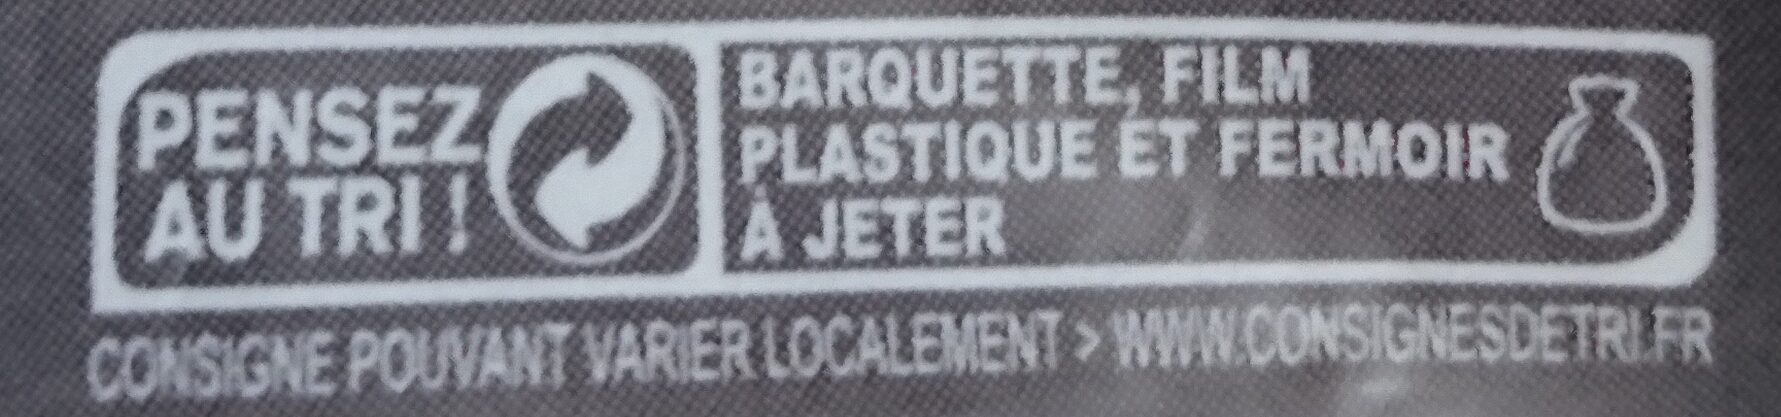 PENSEZ
AU TRI !
BARQUETTE, FILM
PLASTIQUE ET FERMOIR
À JETER
CONSIGNE POUVANT VARIER LOCALEMENT > WWW.CONSIGNESDETRI.FR